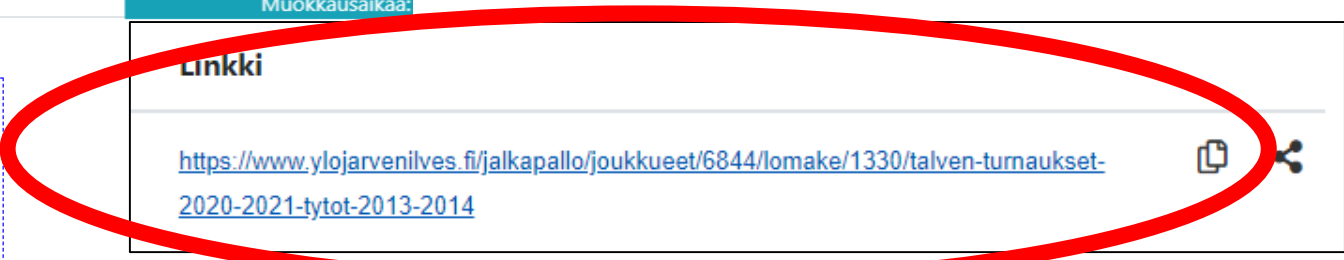 Muokkausaikaa:
Linkki
https://www.ylojarvenilves.fi/jalkapallo/joukkueet/6844/lomake/1330/talven-turnaukset-
2020-2021-tytot-2013-2014